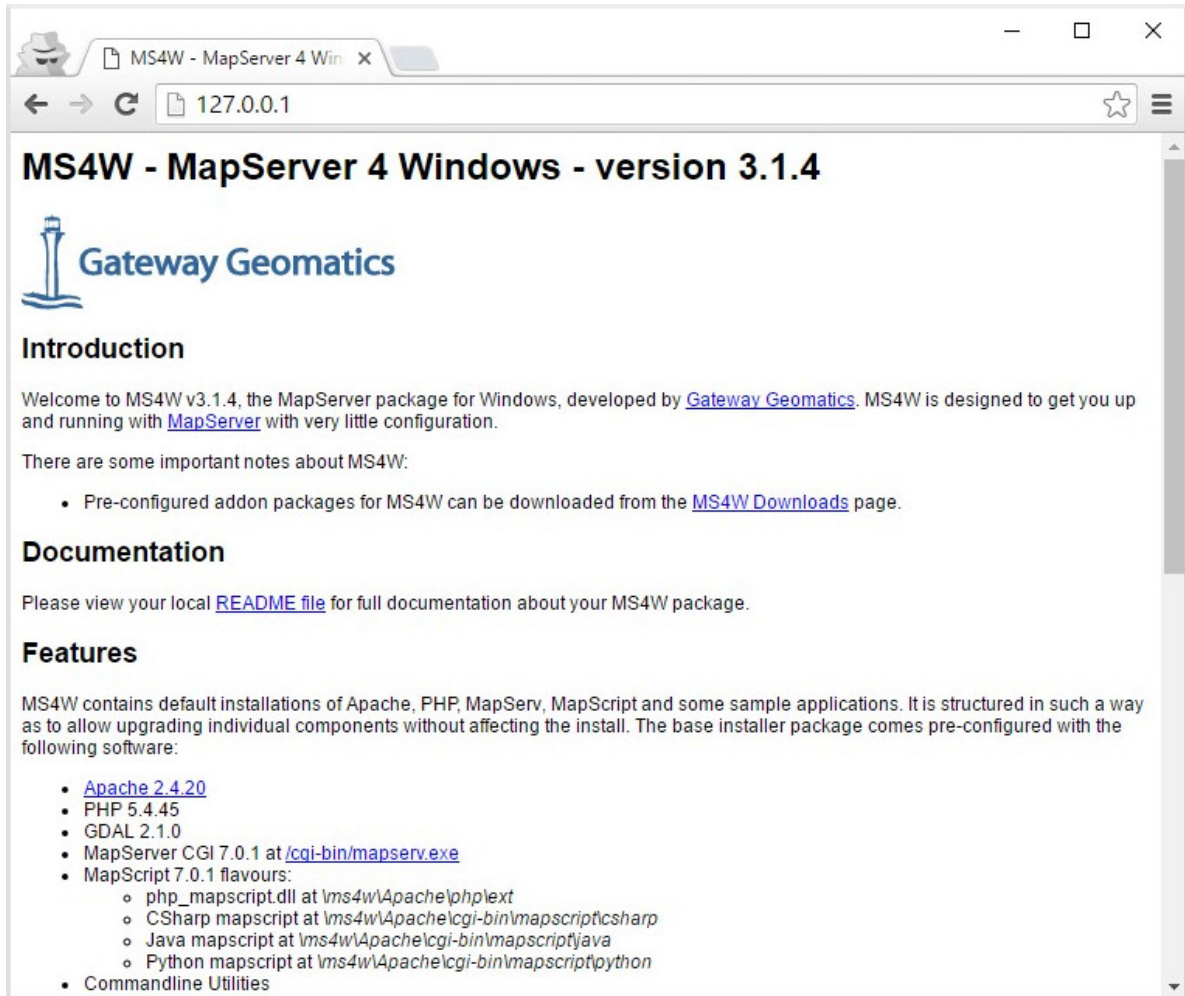 MS4W - MapServer 4 Win
127.0.0.1
MS4W - MapServer 4 Windows - version 3.1.4
Gateway Geomatics
Introduction
Welcome to MS4W v3.1.4, the MapServer package for Windows, developed by Gateway Geomatics. MS4W is designed to get you up
and running with MapServer with very little configuration.
There are some important notes about MS4W:
• Pre-configured addon packages for MS4W can be downloaded from the MS4W Downloads page.
Documentation
Please view your local README file for full documentation about your MS4W package.
Features
MS4W contains default installations of Apache, PHP, MapServ, MapScript and some sample applications. It is structured in such a way
as to allow upgrading individual components without affecting the install. The base installer package comes pre-configured with the
following software:
• Apache 2.4.20
• PHP 5.4.45
• GDAL 2.1.0
• MapServer CGI 7.0.1 at /cgi-bin/mapserv.exe
• MapScript 7.0.1 flavours:
◦ php_mapscript.dll at \ms4w\Apache\php\ext
◦ CSharp mapscript at \ms4w\Apache\cgi-bin\mapscript\csharp
◦ Java mapscript at \ms4w\Apache\cgi-bin\mapscript\java
◦ Python mapscript at \ms4w\Apache\cgi-bin\mapscript\python
• Commandline Utilities